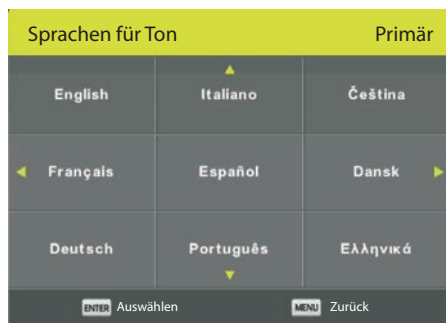 Sprachen für Ton Primär
English Italiano Čeština
Français Español Dansk
Deutsch Português Ελληνικά
ENTER Auswählen MENU Zurück